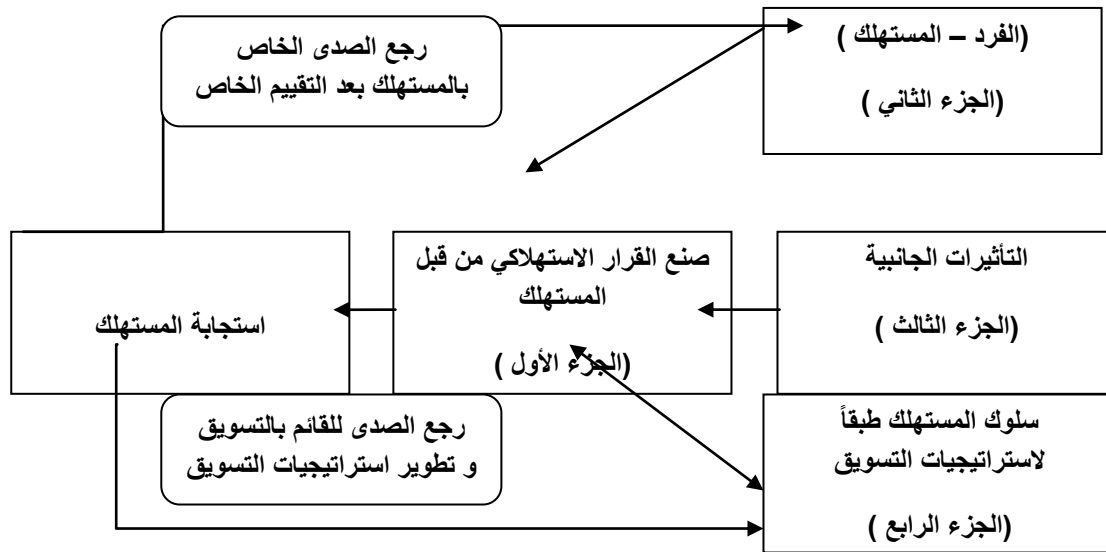 (الفرد – المستهلك )
(الجزء الثاني )
رجع الصدى الخاص
بالمستهلك بعد التقييم الخاص
التأثيرات الجانبية
(الجزء الثالث )
صنع القرار الاستهلاكي من قبل
المستهلك
(الجزء الأول )
استجابة المستهلك
سلوك المستهلك طبقاً
لاستراتيجيات التسويق
(الجزء الرابع )
رجع الصدى للقائم بالتسويق
و تطوير استراتيجيات التسويق